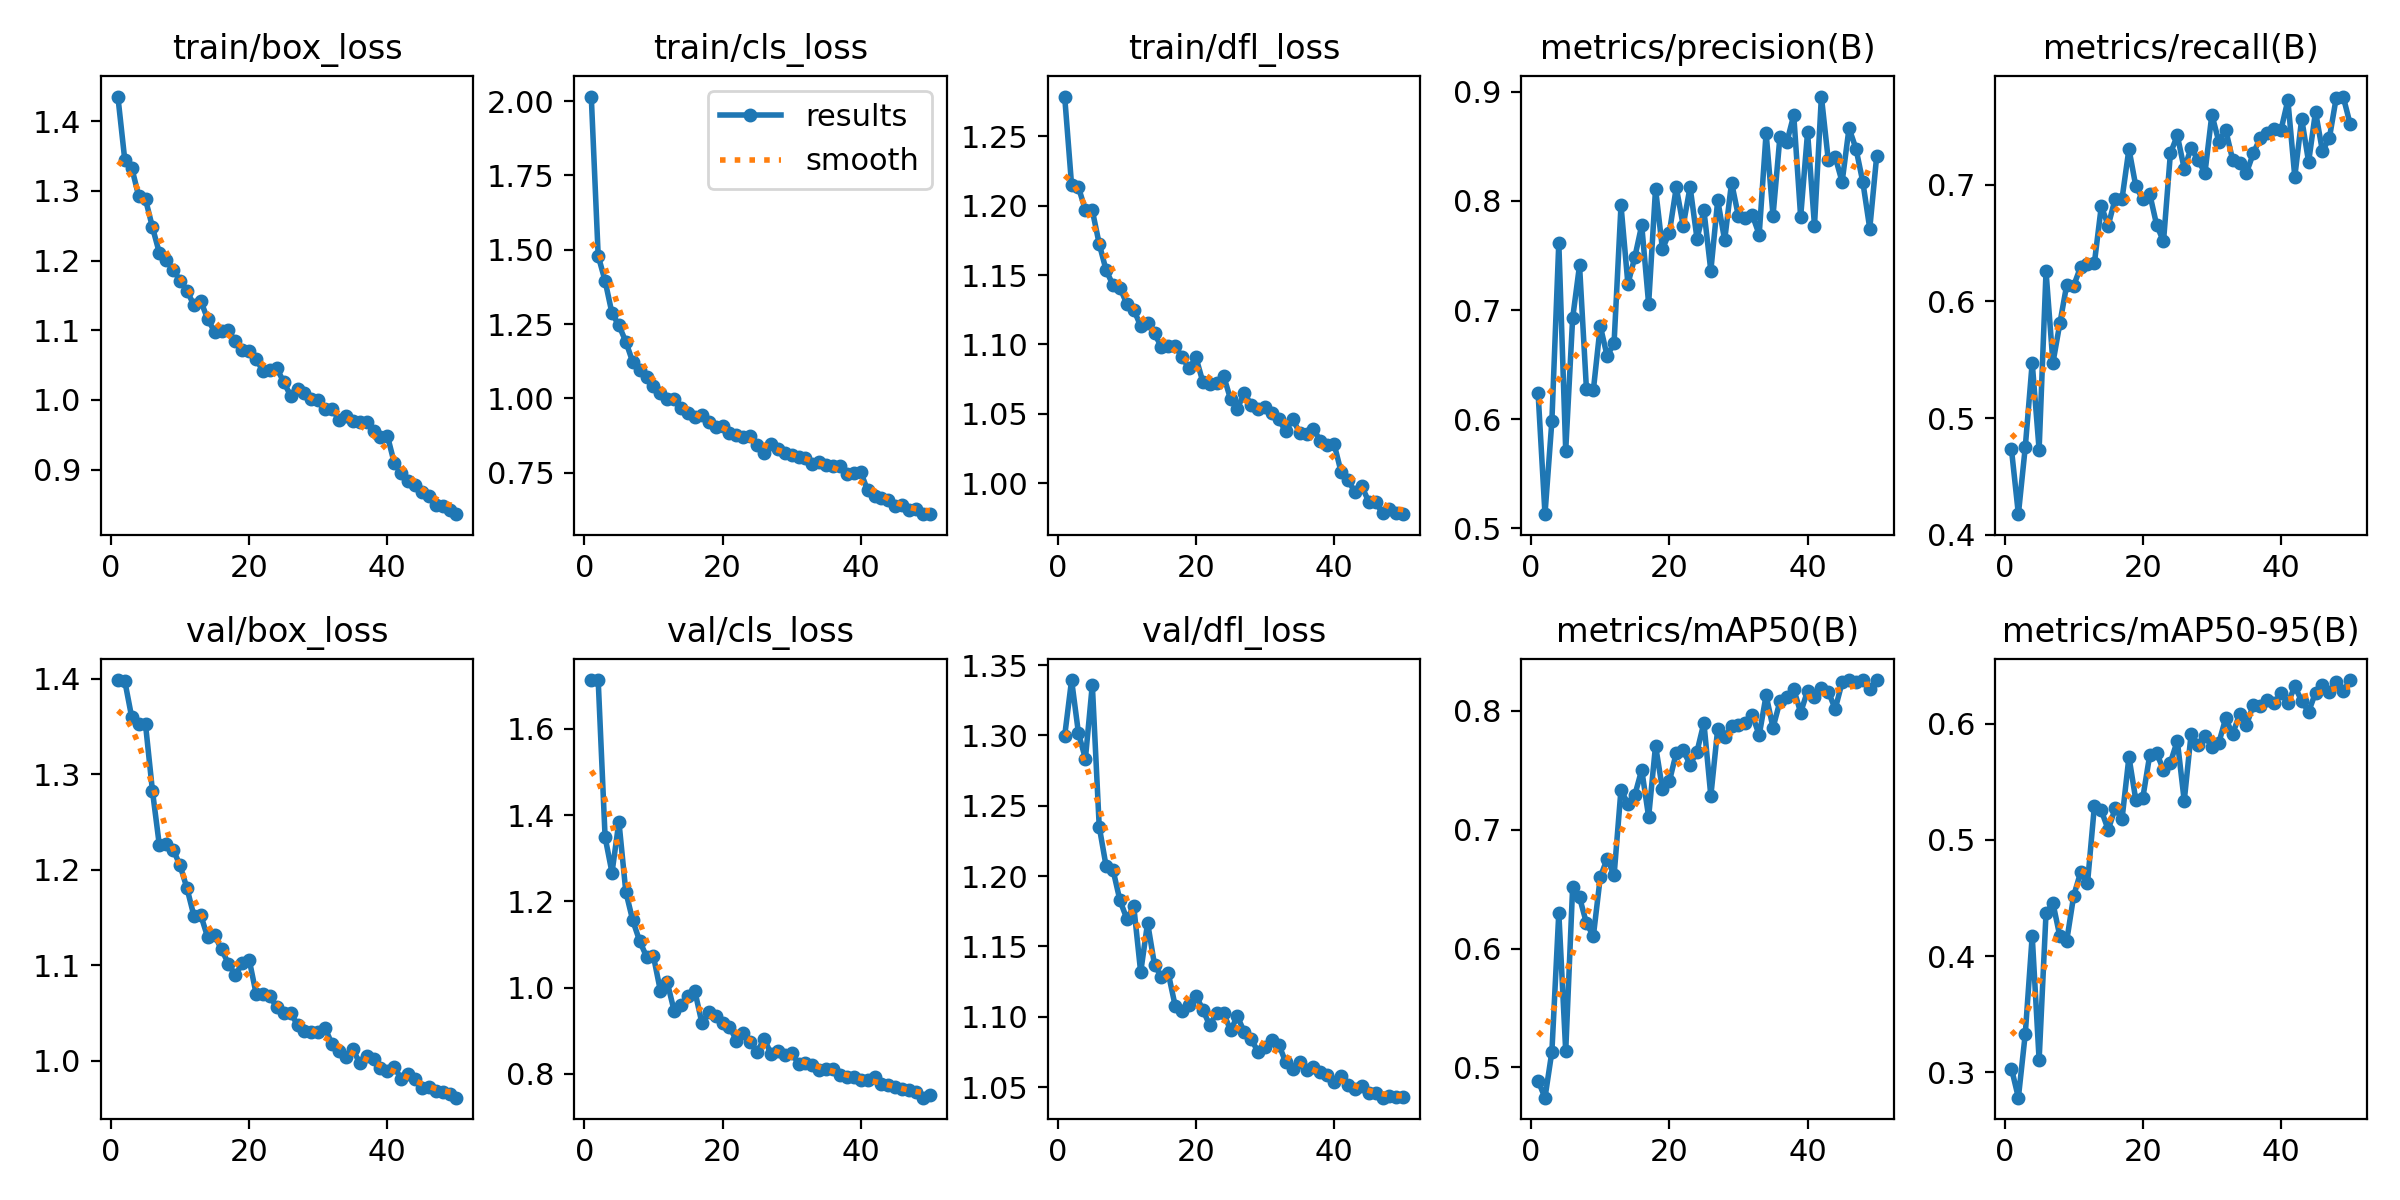 train/box_loss
1.4
1.3
1.2
1.1
1.0
0.9
0 20 40
train/cls_loss
results
smooth
2.00
1.75
1.50
1.25
1.00
0.75
0 20 40
train/dfl_loss
1.25
1.20
1.15
1.10
1.05
1.00
0 20 40
metrics/precision(B)
0.9
0.8
0.7
0.6
0.5
0 20 40
metrics/recall(B)
0.7
0.6
0.5
0.4
0 20 40
val/box_loss
1.4
1.3
1.2
1.1
1.0
0 20 40
val/cls_loss
1.6
1.4
1.2
1.0
0.8
0 20 40
val/dfl_loss
1.35
1.30
1.25
1.20
1.15
1.10
1.05
0 20 40
metrics/mAP50(B)
0.8
0.7
0.6
0.5
0 20 40
metrics/mAP50-95(B)
0.6
0.5
0.4
0.3
0 20 40